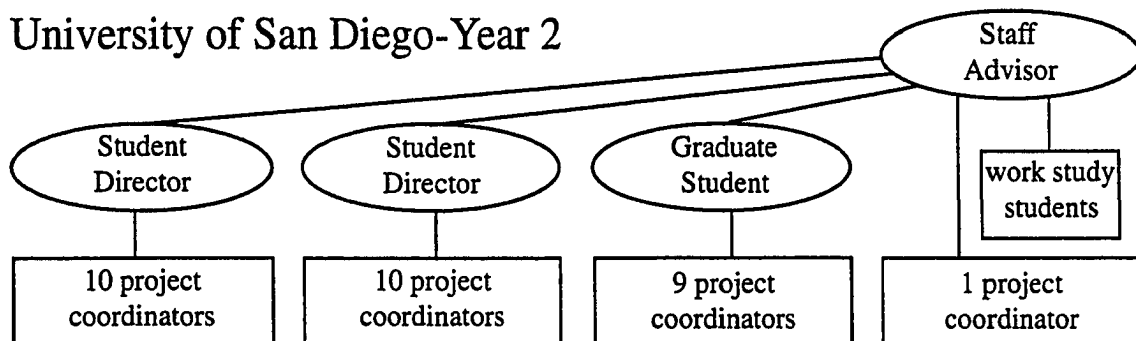 University of San Diego-Year 2
Staff
Advisor
Student
Director
Student
Director
Graduate
Student
work study
students
10 project
coordinators
10 project
coordinators
9 project
coordinators
1 project
coordinator